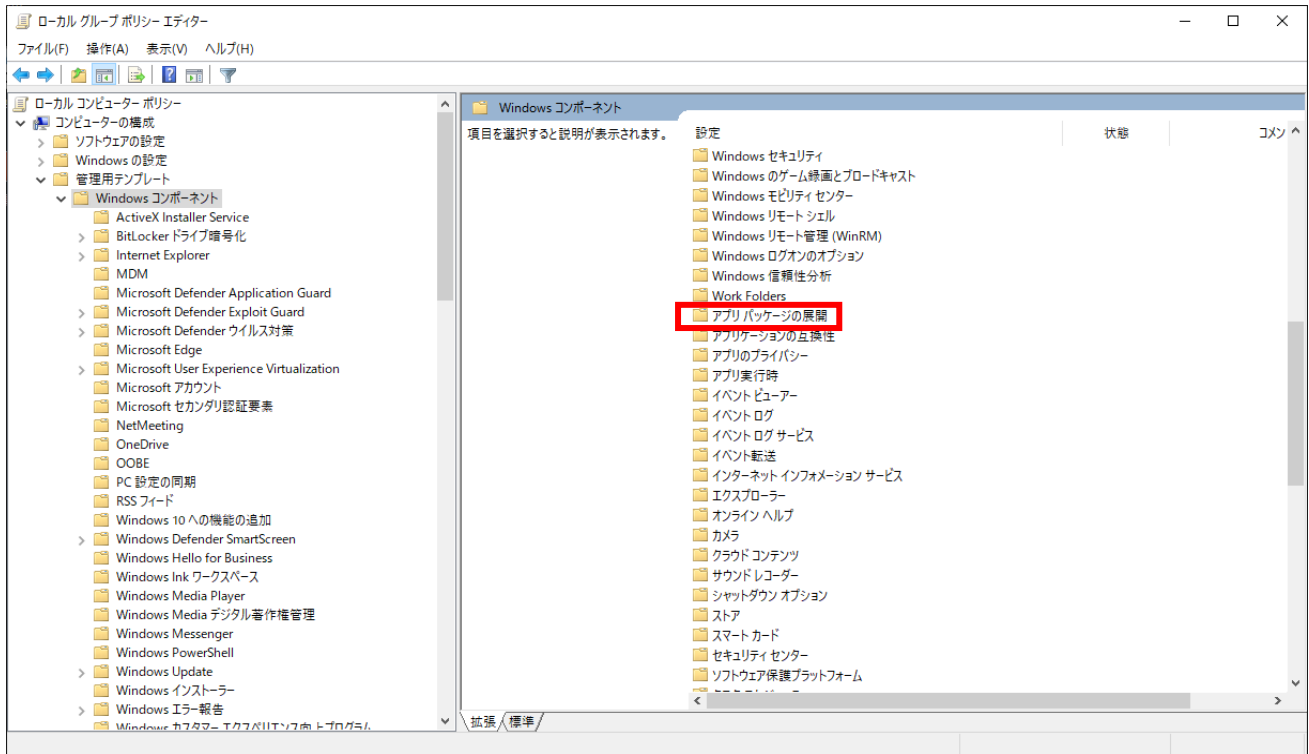 ローカル グループ ポリシー エディター
ファイル(F) 操作(A) 表示(V) ヘルプ(H)
ローカル コンピューター ポリシー
コンピューターの構成
ソフトウェアの設定
Windows の設定
管理用テンプレート
Windows コンポーネント
ActiveX Installer Service
BitLocker ドライブ暗号化
Internet Explorer
MDM
Microsoft Defender Application Guard
Microsoft Defender Exploit Guard
Microsoft Defender ウイルス対策
Microsoft Edge
Microsoft User Experience Virtualization
Microsoft アカウント
Microsoft セカンダリ認証要素
NetMeeting
OneDrive
OOBE
PC 設定の同期
RSS フィード
Windows 10 への機能の追加
Windows Defender SmartScreen
Windows Hello for Business
Windows Ink ワークスペース
Windows Media Player
Windows Media デジタル著作権管理
Windows Messenger
Windows PowerShell
Windows Update
Windows インストーラー
Windows エラー報告
Windows カスタマー エクスペリエンス向上プログラム
Windows コンポーネント
項目を選択すると説明が表示されます。
設定 状態 コメン
Windows セキュリティ
Windows のゲーム録画とブロードキャスト
Windows モビリティ センター
Windows リモート シェル
Windows リモート管理 (WinRM)
Windows ログオンのオプション
Windows 信頼性分析
Work Folders
アプリ パッケージの展開
アプリケーションの互換性
アプリのプライバシー
アプリ実行時
イベント ビューアー
イベント ログ
イベント ログ サービス
イベント転送
インターネット インフォメーション サービス
エクスプローラー
オンライン ヘルプ
カメラ
クラウド コンテンツ
サウンド レコーダー
シャットダウン オプション
ストア
スマート カード
セキュリティ センター
ソフトウェア保護プラットフォーム
拡張 標準